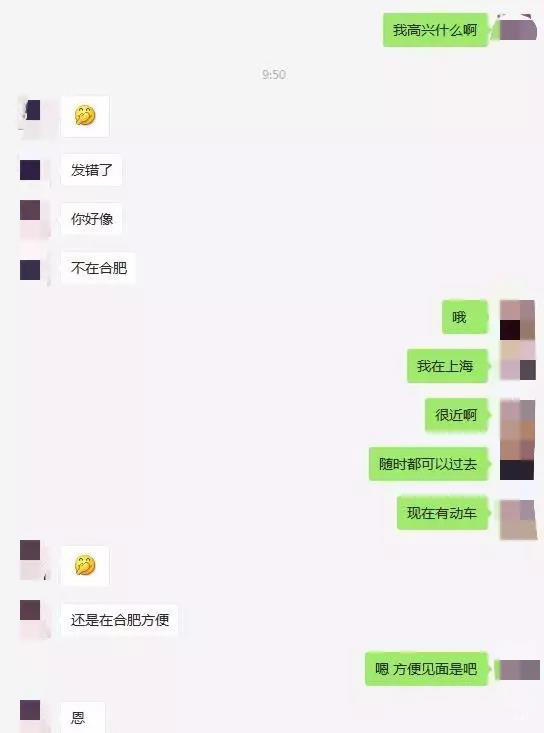 我高兴什么啊
9:50
发错了
你好像
不在合肥
哦
我在上海
很近啊
随时都可以过去
现在有动车
还是在合肥方便
嗯 方便见面是吧
恩